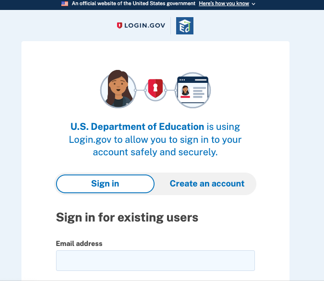 An official website of the United States government Here's how you know
LOGIN.GOV
U.S. Department of Education is using
Login.gov to allow you to sign in to your
account safely and securely.
Sign in Create an account
Sign in for existing users
Email address